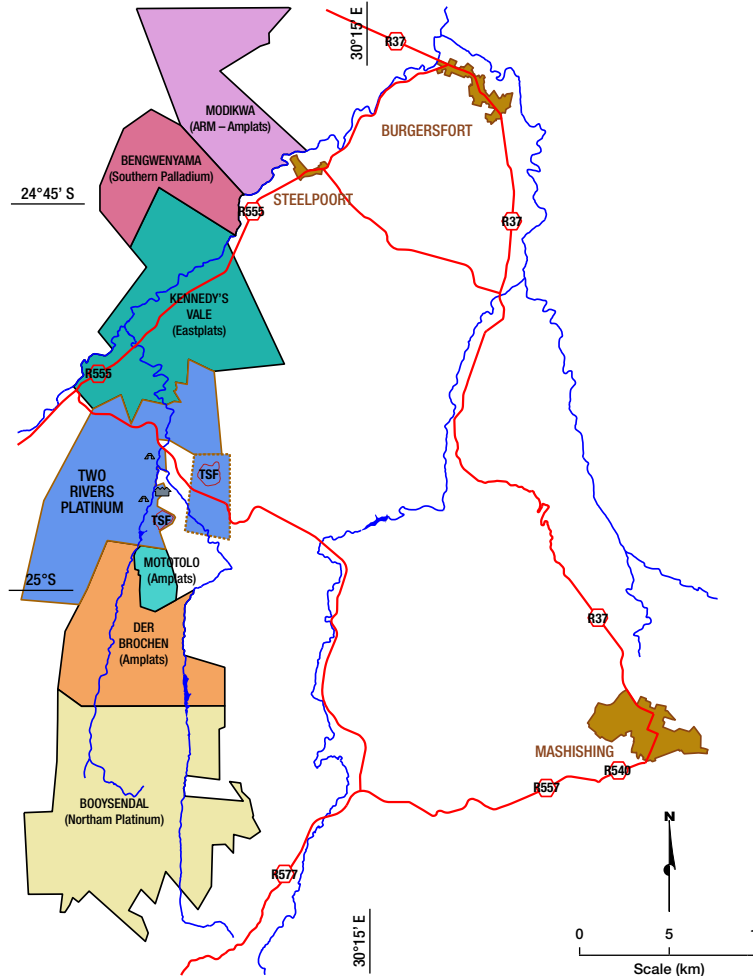 30°15' E
R37
MODIKWA
(ARM – Amplats)
BURGERSFORT
BENGWENYAMA
(Southern Palladium)
24°45' S
STEELPOORT
R555
R37
KENNEDY'S
VALE
(Eastplats)
R555
TWO
RIVERS
PLATINUM
TSF
TSF
MOTOTOLO
(Amplats)
25°S
DER
BROCHEN
(Amplats)
R37
MASHISHING
R540
R557
BOOYSENDAL
(Northam Platinum)
N
R577
30°15' E
0 5 1
Scale (km)